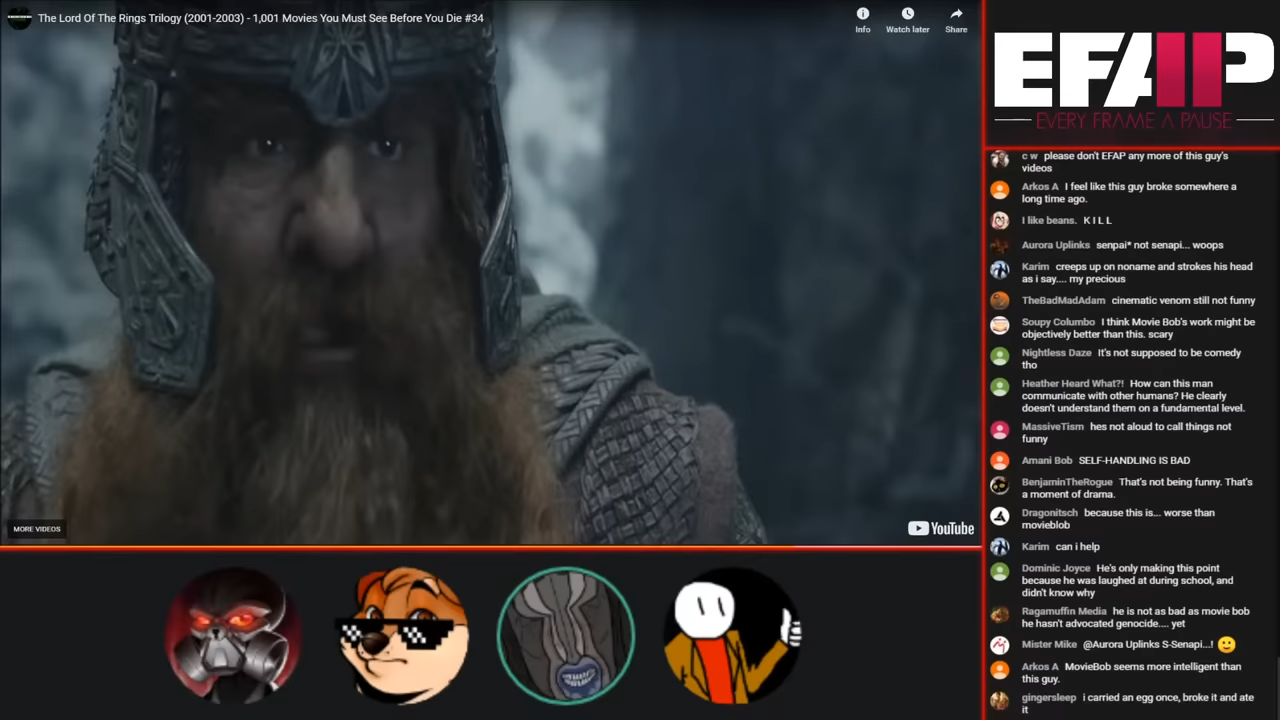 The Lord Of The Rings Trilogy (2001-2003) - 1,001 Movies You Must See Before You Die #34
Info
Watch later
Share
MORE VIDEOS
YouTube
EFAP
EVERY FRAME A PAUSE
c w please don't EFAP any more of this guy's
videos
Arkos A I feel like this guy broke somewhere a
long time ago.
I like beans. K I L L
Aurora Uplinks senpai* not senapi... woops
Karim creeps up on noname and strokes his head
as i say.... my precious
TheBadMadAdam cinematic venom still not funny
Soupy Columbo I think Movie Bob's work might be
objectively better than this. scary
Nightless Daze It's not supposed to be comedy
tho
Heather Heard What?! How can this man
communicate with other humans? He clearly
doesn't understand them on a fundamental level.
MassiveTism hes not aloud to call things not
funny
Amani Bob SELF-HANDLING IS BAD
BenjaminTheRogue That's not being funny. That's
a moment of drama.
Dragonitsch because this is... worse than
movieblob
Karim can i help
Dominic Joyce He's only making this point
because he was laughed at during school, and
didn't know why
Ragamuffin Media he is not as bad as movie bob
he hasn't advocated genocide.... yet
Mister Mike @Aurora Uplinks S-Senapi...! 🙂
Arkos A MovieBob seems more intelligent than
this guy.
gingersleep i carried an egg once, broke it and ate
it